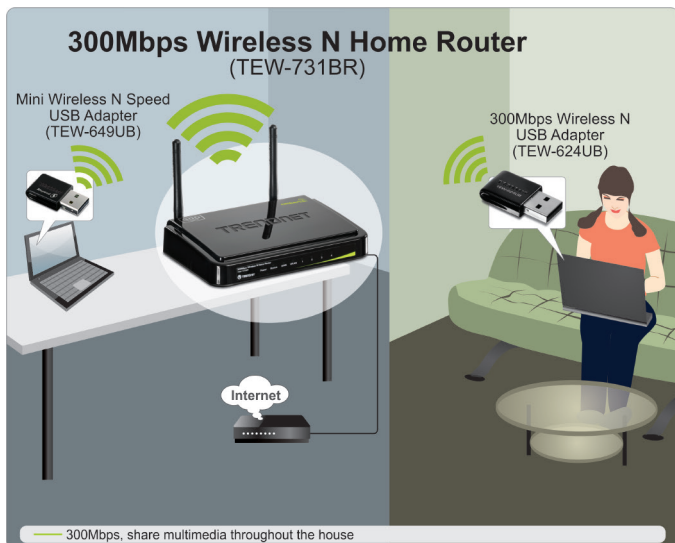 300Mbps Wireless N Home Router
(TEW-731BR)
Mini Wireless N Speed
USB Adapter
(TEW-649UB)
300Mbps Wireless N
USB Adapter
(TEW-624UB)
TRENDNET
Internet
300Mbps, share multimedia throughout the house